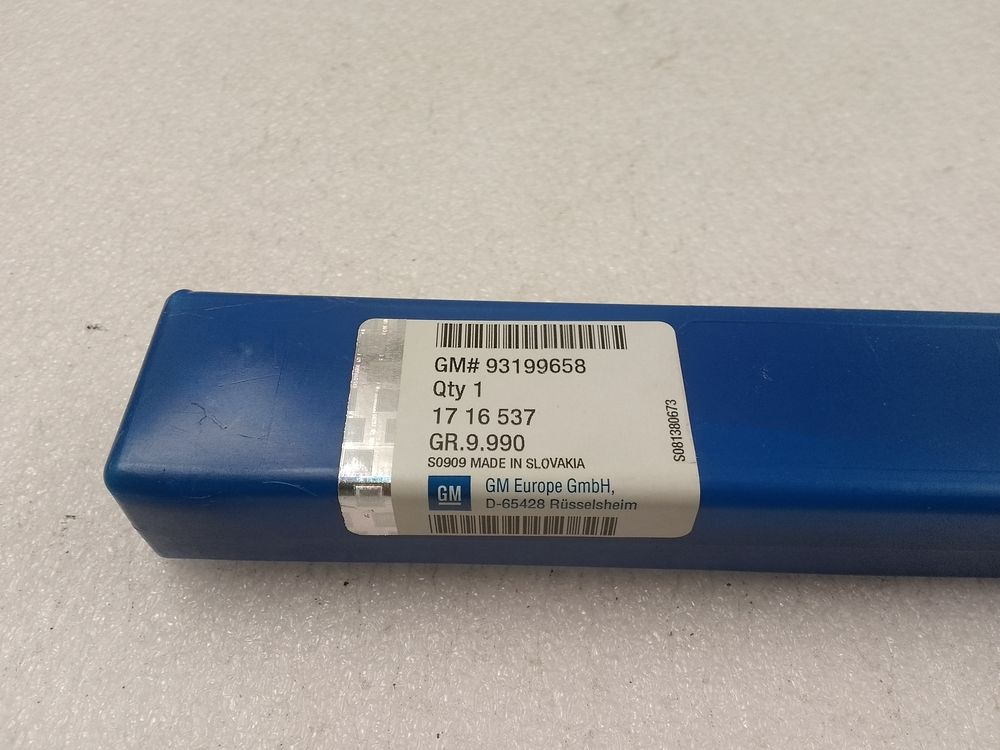 GM# 93199658
Qty 1
17 16 537
GR.9.990
S0909 MADE IN SLOVAKIA
GM
GM Europe GmbH,
D-65428 Rüsselsheim
S081380673